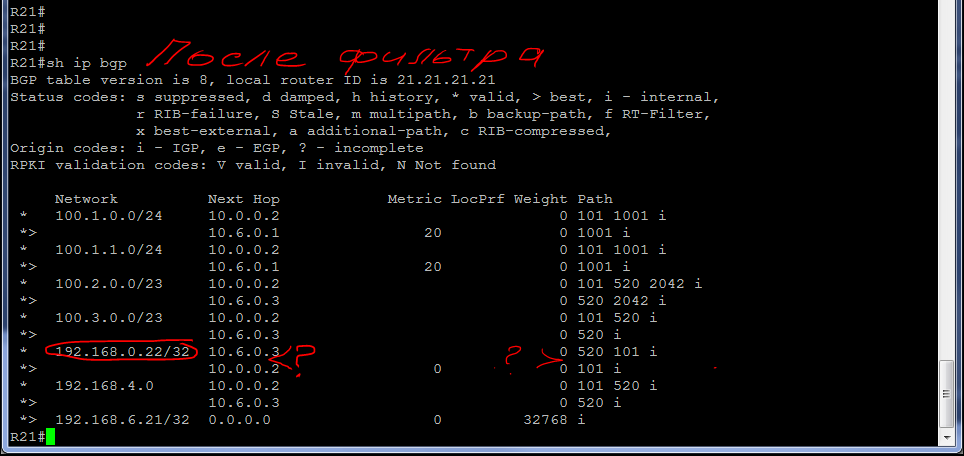 R21#
R21#
R21#
R21#sh ip bgp После фильтра
BGP table version is 8, local router ID is 21.21.21.21
Status codes: s suppressed, d damped, h history, * valid, > best, i - internal,
r RIB-failure, S Stale, m multipath, b backup-path, f RT-Filter,
x best-external, a additional-path, c RIB-compressed,
Origin codes: i - IGP, e - EGP, ? - incomplete
RPKI validation codes: V valid, I invalid, N Not found
Network Next Hop Metric LocPrf Weight Path
* 100.1.0.0/24 10.0.0.2 0 101 1001 i
*> 10.6.0.1 20 0 1001 i
* 100.1.1.0/24 10.0.0.2 0 101 1001 i
*> 10.6.0.1 20 0 1001 i
* 100.2.0.0/23 10.0.0.2 0 101 520 2042 i
*> 10.6.0.3 0 520 2042 i
* 100.3.0.0/23 10.0.0.2 0 101 520 i
*> 10.6.0.3 0 520 i
* 192.168.0.22/32 10.6.0.3 <? ? > 0 520 101 i
*> 10.0.0.2 0 0 101 i
* 192.168.4.0 10.0.0.2 0 101 520 i
*> 10.6.0.3 0 520 i
*> 192.168.6.21/32 0.0.0.0 0 32768 i
R21#